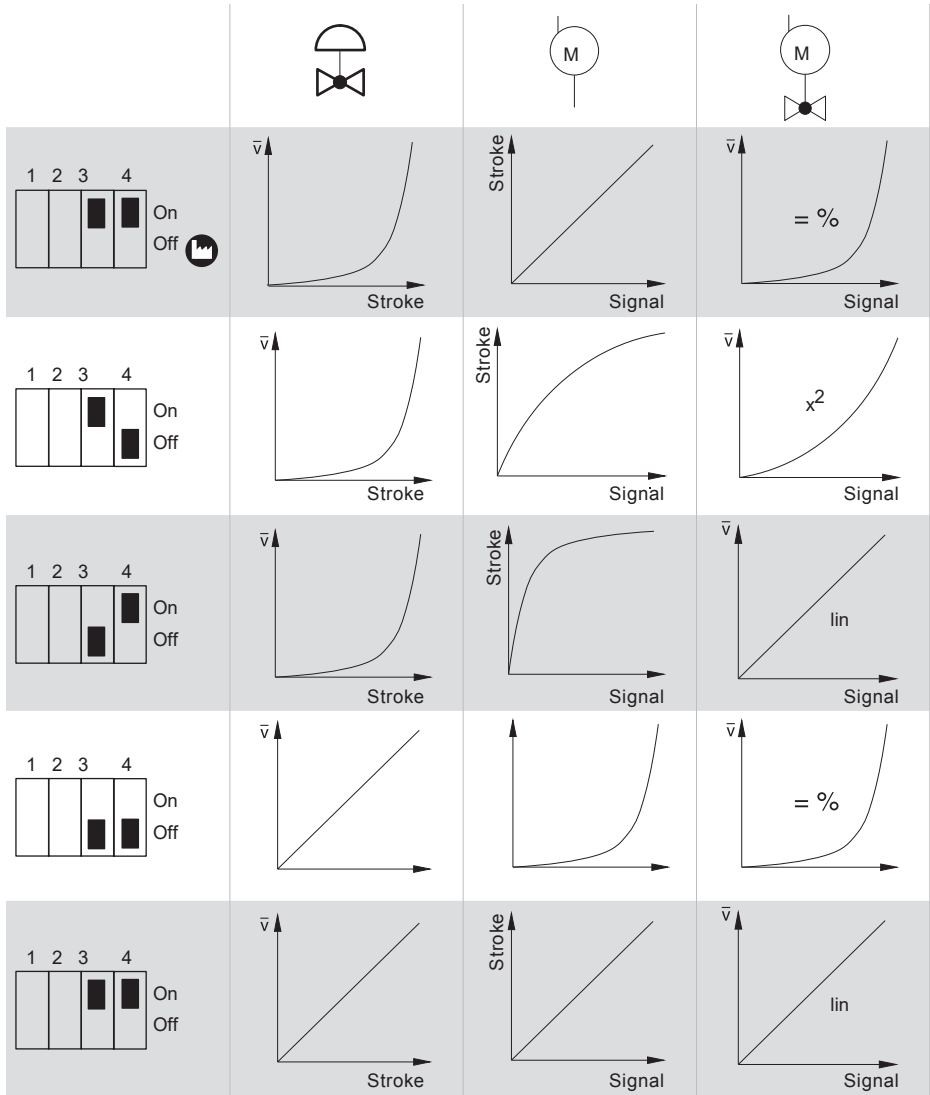 M
M
1 2 3 4
On
Off
v̄
Stroke
Stroke
Signal
v̄
= %
Signal
1 2 3 4
On
Off
v̄
Stroke
Stroke
Signal
v̄
x²
Signal
1 2 3 4
On
Off
v̄
Stroke
Stroke
Signal
v̄
lin
Signal
1 2 3 4
On
Off
v̄
v̄
= %
1 2 3 4
On
Off
v̄
Stroke
Stroke
Signal
v̄
lin
Signal